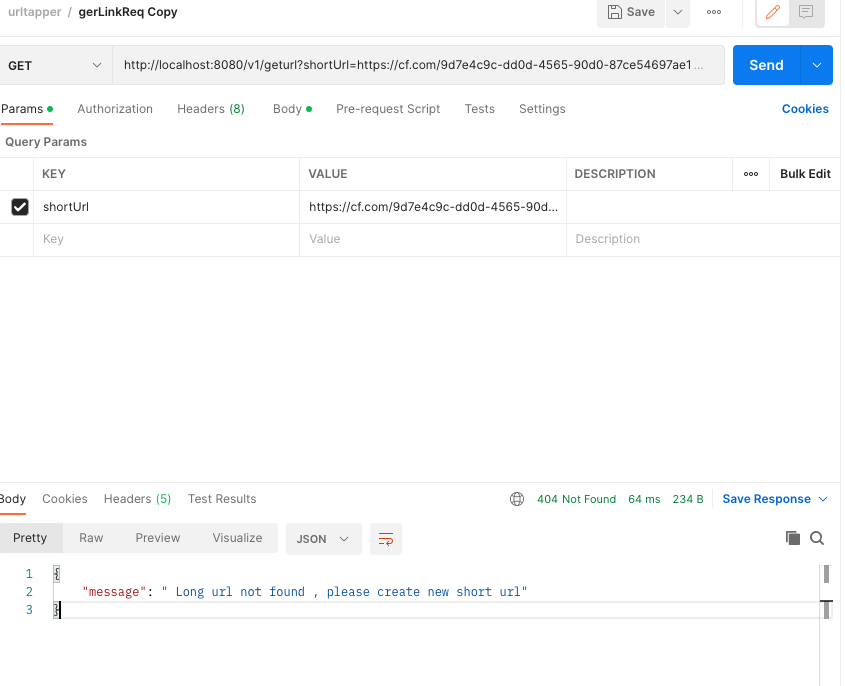 urltapper / gerLinkReq Copy Save
GET http://localhost:8080/v1/geturl?shortUrl=https://cf.com/9d7e4c9c-dd0d-4565-90d0-87ce54697ae1... Send
Params Authorization Headers (8) Body Pre-request Script Tests Settings Cookies
Query Params
KEY VALUE DESCRIPTION Bulk Edit
shortUrl https://cf.com/9d7e4c9c-dd0d-4565-90d...
Key Value Description
Body Cookies Headers (5) Test Results 404 Not Found 64 ms 234 B Save Response
Pretty Raw Preview Visualize JSON
1 {
2 "message": " Long url not found , please create new short url"
3 }